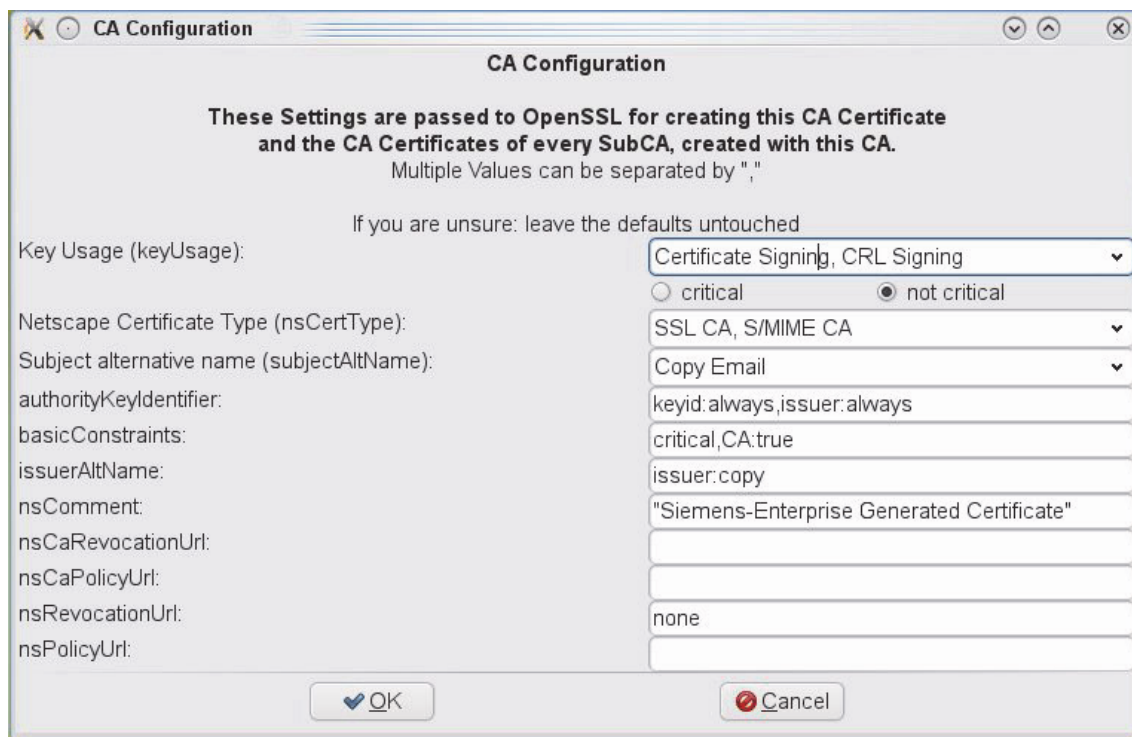 CA Configuration
CA Configuration
These Settings are passed to OpenSSL for creating this CA Certificate
and the CA Certificates of every SubCA, created with this CA.
Multiple Values can be separated by ","
If you are unsure: leave the defaults untouched
Key Usage (keyUsage): Certificate Signing, CRL Signing
critical not critical
Netscape Certificate Type (nsCertType): SSL CA, S/MIME CA
Subject alternative name (subjectAltName): Copy Email
authorityKeyIdentifier: keyid:always,issuer:always
basicConstraints: critical,CA:true
issuerAltName: issuer:copy
nsComment: "Siemens-Enterprise Generated Certificate"
nsCaRevocationUrl:
nsCaPolicyUrl:
nsRevocationUrl: none
nsPolicyUrl:
OK Cancel